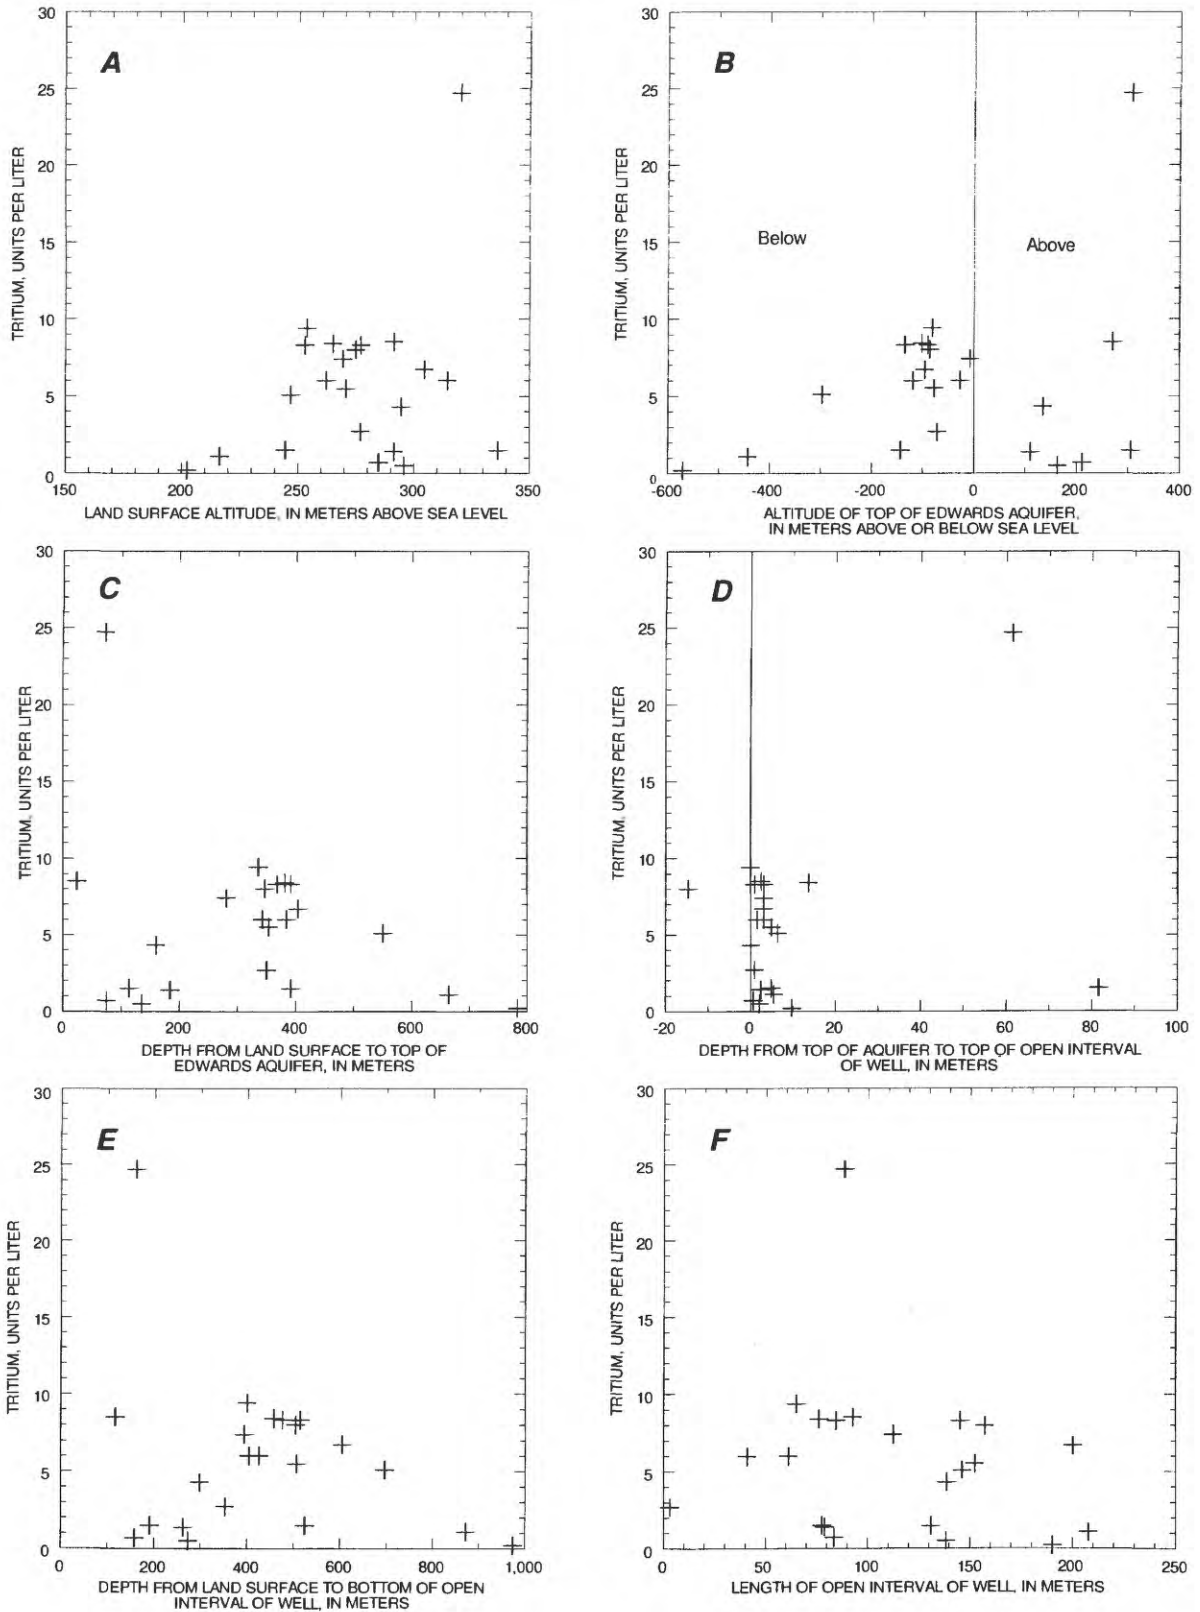 A
30
25
20
15
10
5
0
TRITIUM, UNITS PER LITER
150 200 250 300 350
LAND SURFACE ALTITUDE, IN METERS ABOVE SEA LEVEL
B
30
25
20
15
10
5
0
TRITIUM, UNITS PER LITER
Below
Above
-600 -400 -200 0 200 400
ALTITUDE OF TOP OF EDWARDS AQUIFER,
IN METERS ABOVE OR BELOW SEA LEVEL
C
30
25
20
15
10
5
0
TRITIUM, UNITS PER LITER
0 200 400 600 800
DEPTH FROM LAND SURFACE TO TOP OF
EDWARDS AQUIFER, IN METERS
D
30
25
20
15
10
5
0
TRITIUM, UNITS PER LITER
-20 0 20 40 60 80 100
DEPTH FROM TOP OF AQUIFER TO TOP OF OPEN INTERVAL
OF WELL, IN METERS
E
30
25
20
15
10
5
0
TRITIUM, UNITS PER LITER
0 200 400 600 800 1,000
DEPTH FROM LAND SURFACE TO BOTTOM OF OPEN
INTERVAL OF WELL, IN METERS
F
30
25
20
15
10
5
0
TRITIUM, UNITS PER LITER
0 50 100 150 200 250
LENGTH OF OPEN INTERVAL OF WELL, IN METERS